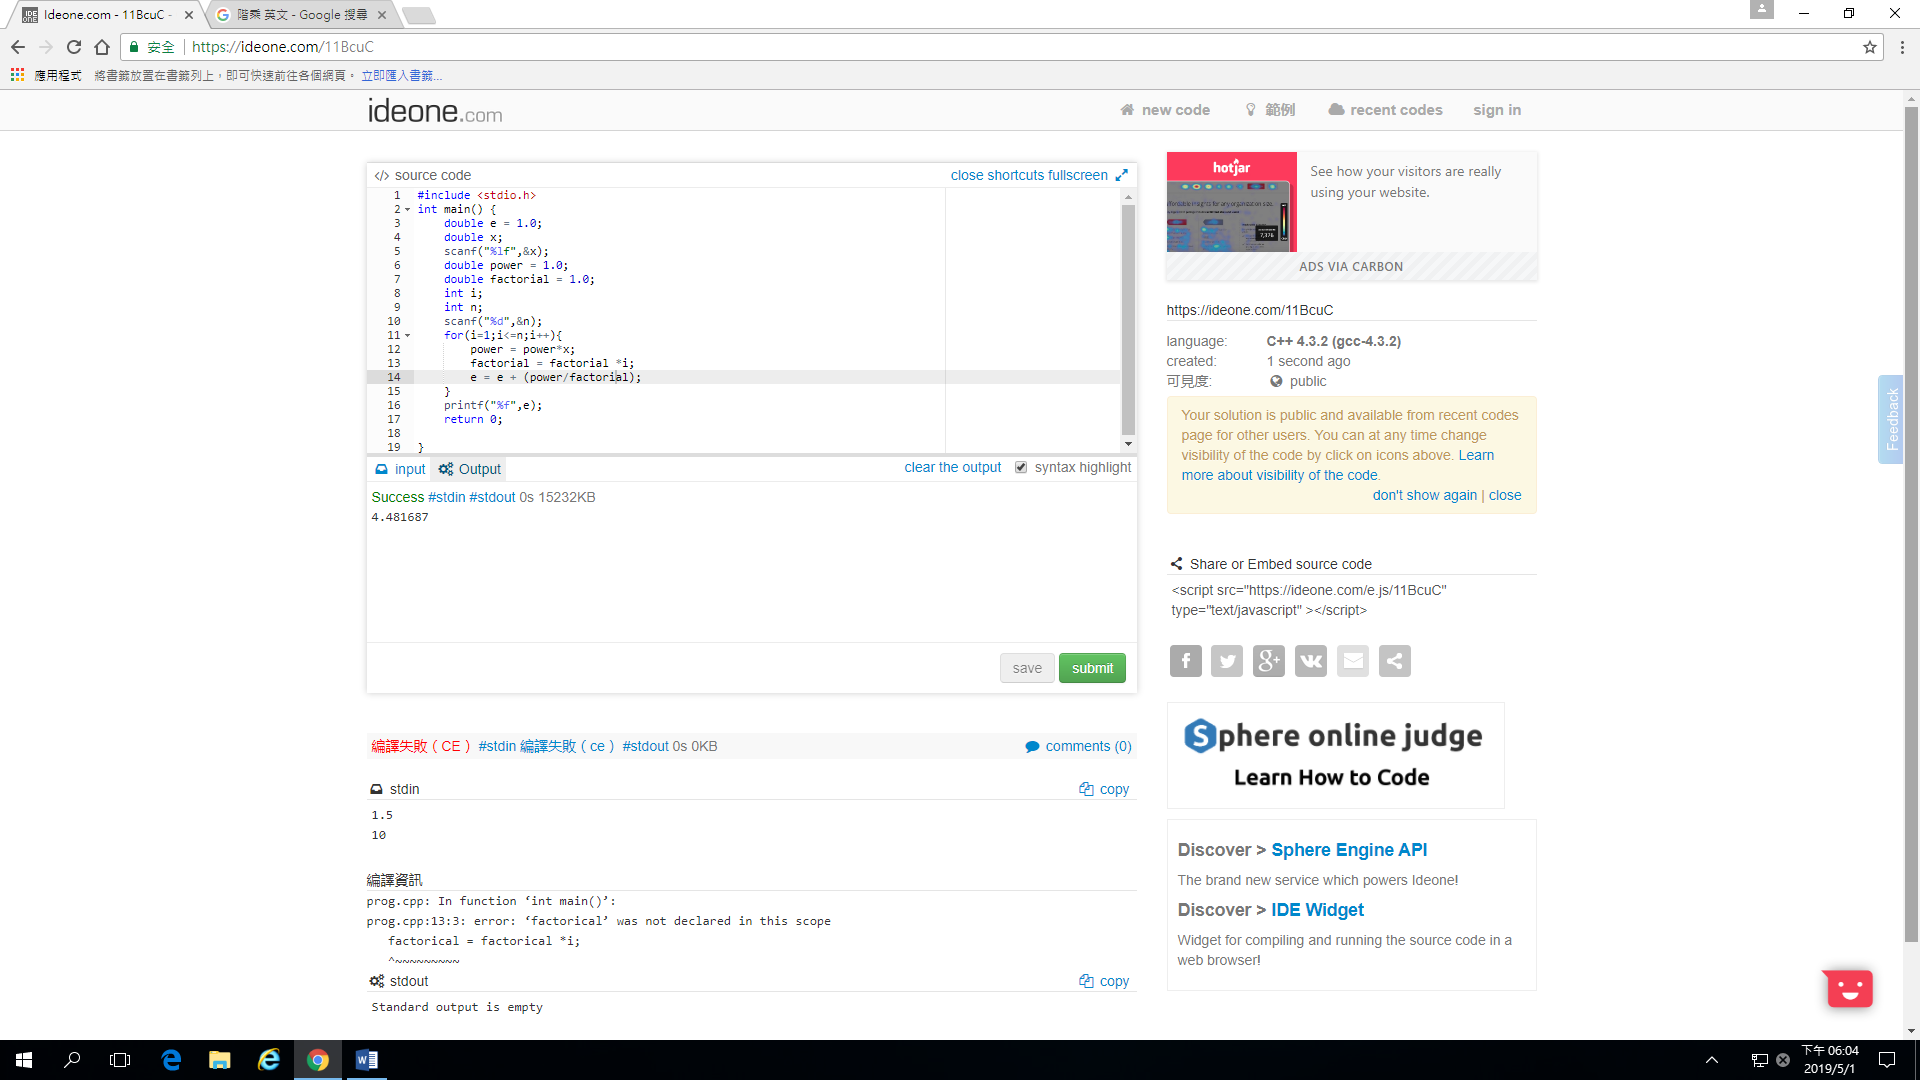 Ideone.com - 11BcuC -
階乘 英文 - Google 搜尋
安全 https://ideone.com/11BcuC
應用程式 將書籤放置在書籤列上，即可快速前往各個網頁。 立即匯入書籤...
ideone.com
new code 範例 recent codes sign in
</> source code
close shortcuts fullscreen
1 #include <stdio.h>
2 int main() {
3 double e = 1.0;
4 double x;
5 scanf("%lf",&x);
6 double power = 1.0;
7 double factorial = 1.0;
8 int i;
9 int n;
10 scanf("%d",&n);
11 for(i=1;i<=n;i++){
12 power = power*x;
13 factorial = factorial *i;
14 e = e + (power/factorial);
15 }
16 printf("%f",e);
17 return 0;
18
19 }
input Output
clear the output syntax highlight
Success #stdin #stdout 0s 15232KB
4.481687
save submit
編譯失敗（CE） #stdin 編譯失敗（ce） #stdout 0s 0KB
comments (0)
stdin
copy
1.5
10
編譯資訊
prog.cpp: In function ‘int main()’:
prog.cpp:13:3: error: ‘factorical’ was not declared in this scope
factorical = factorical *i;
^~~~~~~~~~
stdout
copy
Standard output is empty
hotjar
See how your visitors are really
using your website.
ADS VIA CARBON
https://ideone.com/11BcuC
language: C++ 4.3.2 (gcc-4.3.2)
created: 1 second ago
可見度: public
Your solution is public and available from recent codes
page for other users. You can at any time change
visibility of the code by click on icons above. Learn
more about visibility of the code.
don't show again | close
Share or Embed source code
<script src="https://ideone.com/e.js/11BcuC"
type="text/javascript" ></script>
Sphere online judge
Learn How to Code
Discover > Sphere Engine API
The brand new service which powers Ideone!
Discover > IDE Widget
Widget for compiling and running the source code in a
web browser!
Feedback
下午 06:04
2019/5/1